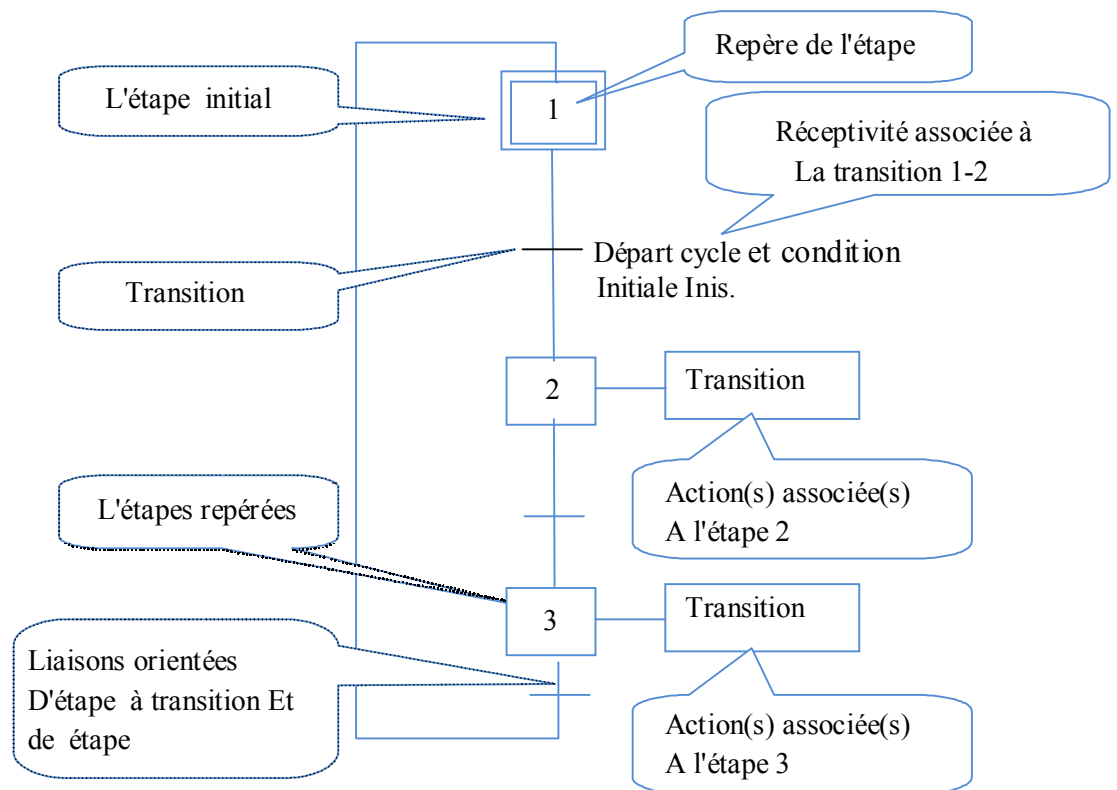 Repère de l'étape
L'étape initial
1
Réceptivité associée à
La transition 1-2
Départ cycle et condition
Initiale Inis.
Transition
2
Transition
Action(s) associée(s)
A l'étape 2
L'étapes repérées
3
Transition
Liaisons orientées
D'étape à transition Et
de étape
Action(s) associée(s)
A l'étape 3